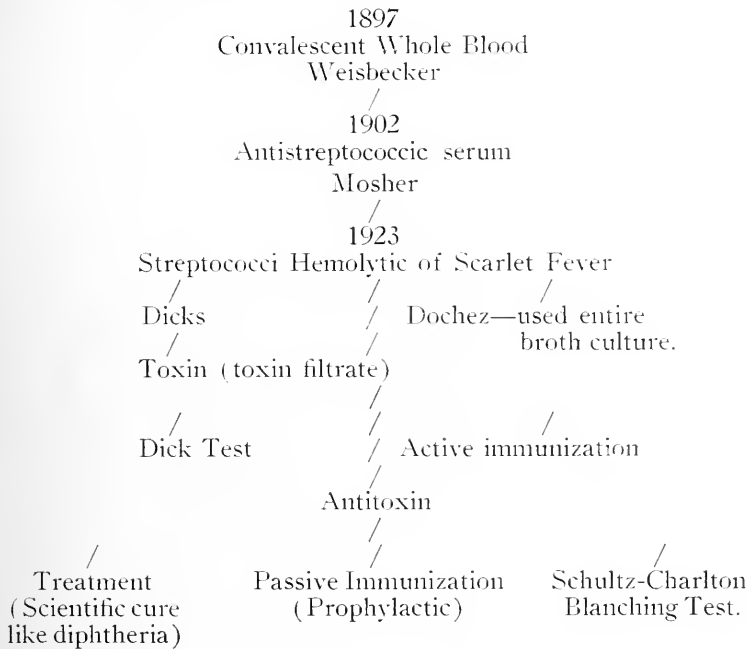 1897
Convalescent Whole Blood
Weisbecker
/
1902
Antistreptococcic serum
Mosher
/
1923
Streptococci Hemolytic of Scarlet Fever
/ / /
Dicks / Dochez—used entire
broth culture.
/ /
Toxin (toxin filtrate)
/
/ / /
Dick Test / Active immunization
/
Antitoxin
/
/
/ / /
Treatment Passive Immunization Schultz-Charlton
(Scientific cure (Prophylactic) Blanching Test.
like diphtheria)